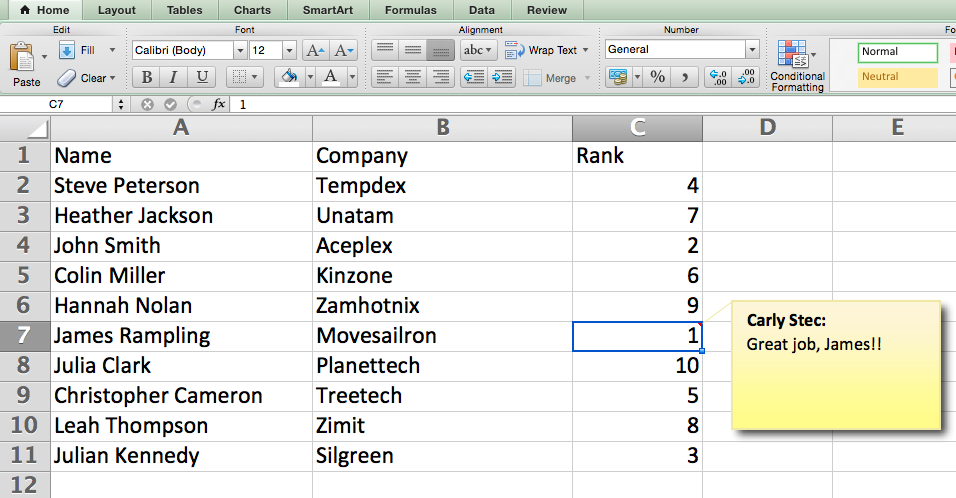 Home Layout Tables Charts SmartArt Formulas Data Review
Edit Font Alignment Number
Paste Fill Calibri (Body) 12 A A abc Wrap Text General Normal
Clear B I U A Merge % , .0 .00 .00 .0 Conditional Formatting Neutral
C7 fx 1
A B C D E
1 Name Company Rank
2 Steve Peterson Tempdex 4
3 Heather Jackson Unatam 7
4 John Smith Aceplex 2
5 Colin Miller Kinzone 6
6 Hannah Nolan Zamhotnix 9
7 James Rampling Movesailron 1
8 Julia Clark Planettech 10
9 Christopher Cameron Treetech 5
10 Leah Thompson Zimit 8
11 Julian Kennedy Silgreen 3
12
Carly Stec:
Great job, James!!